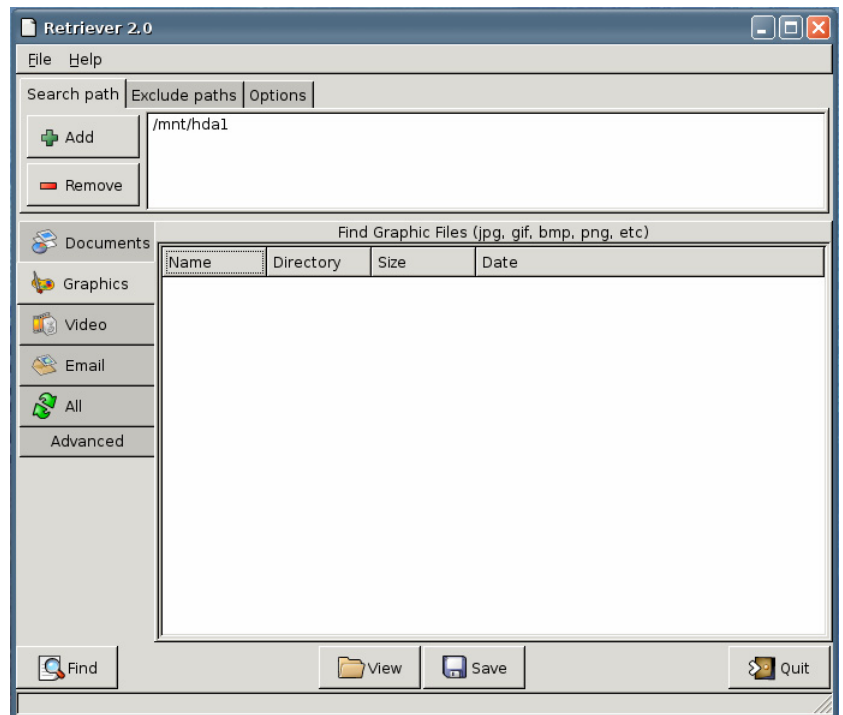 Retriever 2.0
File Help
Search path Exclude paths Options
Add
/mnt/hda1
Remove
Documents
Find Graphic Files (jpg, gif, bmp, png, etc)
Name Directory Size Date
Graphics
Video
Email
All
Advanced
Find View Save Quit